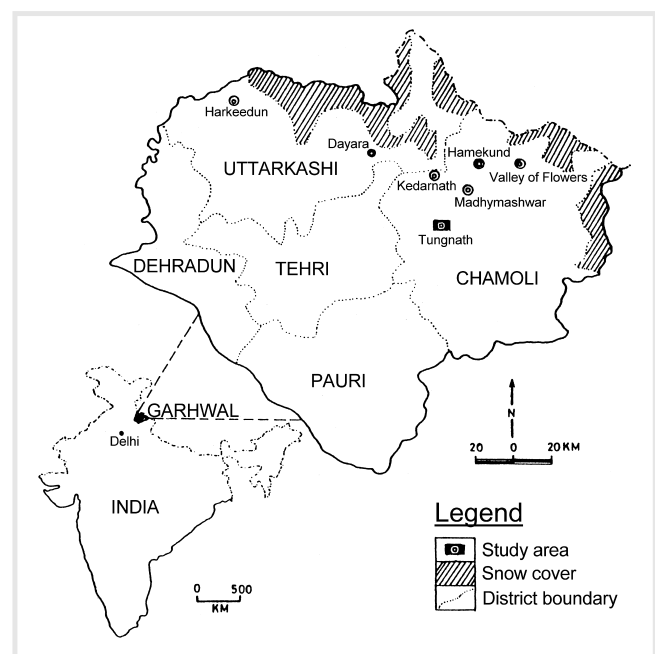 Harkeedun
Dayara
Hamekund
UTTARKASHI
Kedarnath
Valley of Flowers
Madhymashwar
Tungnath
DEHRADUN
TEHRI
CHAMOLI
PAURI
GARHWAL
Delhi
INDIA
N
20 0 20 KM
0 500
KM
Legend
Study area
Snow cover
District boundary